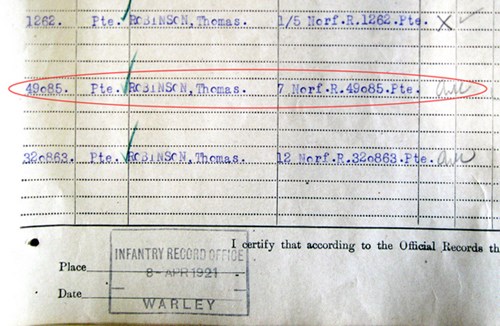 1262. Pte. ROBINSON, Thomas. 1/5 Norf.R.1262.Pte. X
49085. Pte. ROBINSON, Thomas. 7 Norf.R.49085.Pte.
320863. Pte. ROBINSON, Thomas. 12 Norf.R.320863.Pte.
I certify that according to the Official Records th
INFANTRY RECORD OFFICE
Place
8-APR 1921
Date
WARLEY